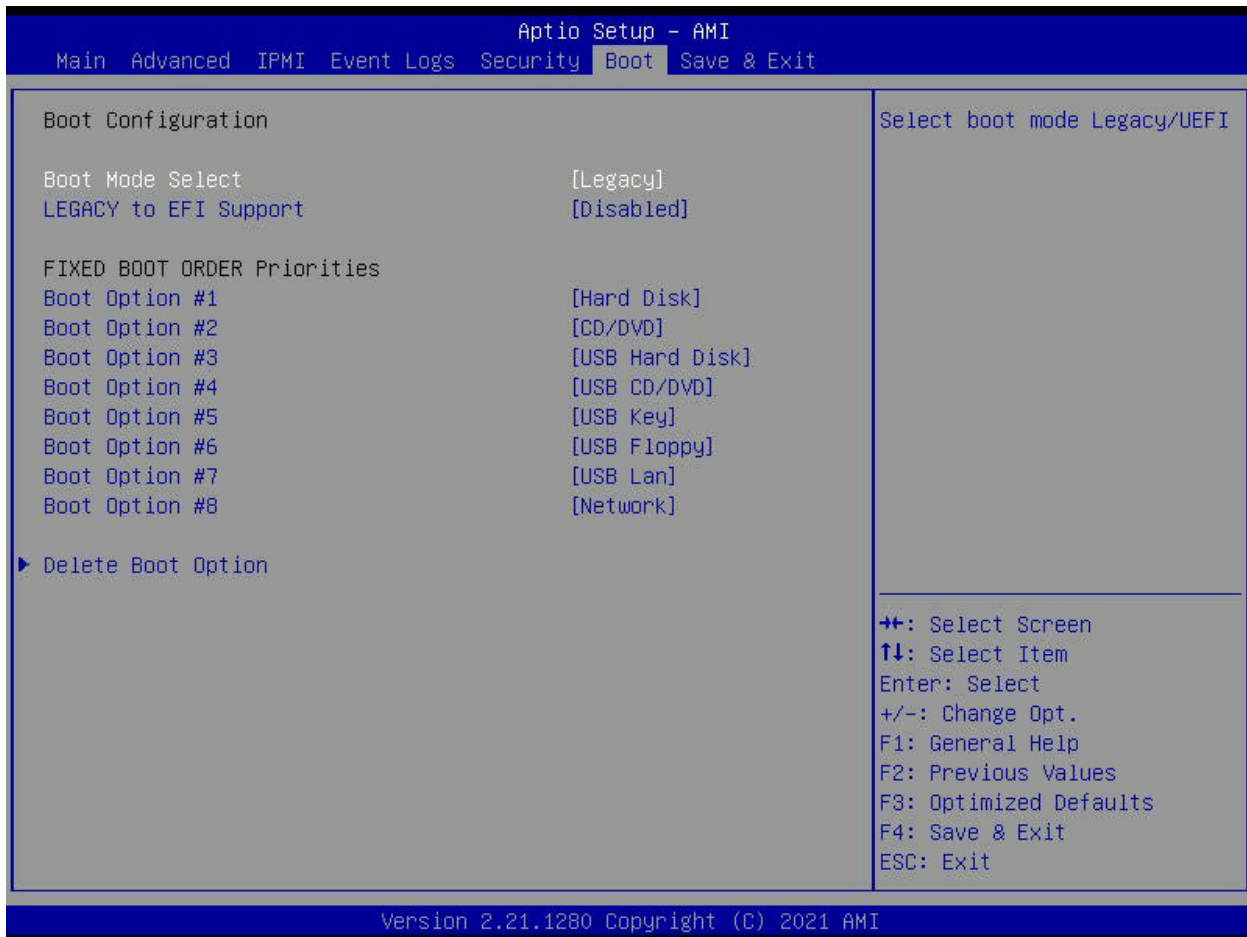 Aptio Setup – AMI
Main Advanced IPMI Event Logs Security Boot Save & Exit
Boot Configuration
Boot Mode Select [Legacy]
LEGACY to EFI Support [Disabled]
FIXED BOOT ORDER Priorities
Boot Option #1 [Hard Disk]
Boot Option #2 [CD/DVD]
Boot Option #3 [USB Hard Disk]
Boot Option #4 [USB CD/DVD]
Boot Option #5 [USB Key]
Boot Option #6 [USB Floppy]
Boot Option #7 [USB Lan]
Boot Option #8 [Network]
Delete Boot Option
Select boot mode Legacy/UEFI
→←: Select Screen
↑↓: Select Item
Enter: Select
+/-: Change Opt.
F1: General Help
F2: Previous Values
F3: Optimized Defaults
F4: Save & Exit
ESC: Exit
Version 2.21.1280 Copyright (C) 2021 AMI